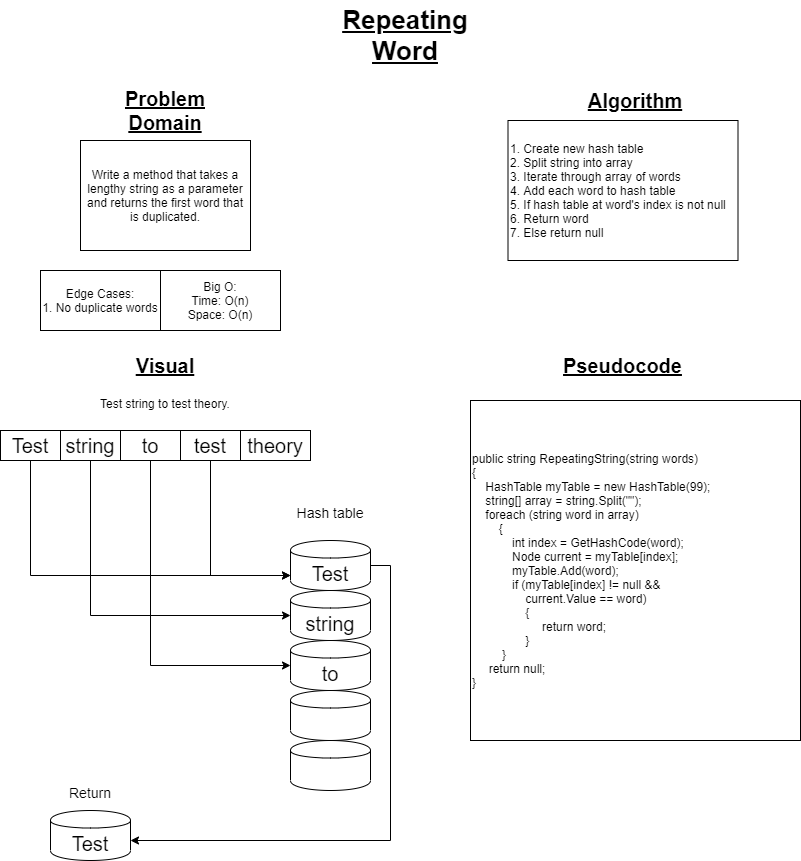 Repeating
Word
Problem
Domain
Write a method that takes a
lengthy string as a parameter
and returns the first word that
is duplicated.
Edge Cases:
1. No duplicate words
Big O:
Time: O(n)
Space: O(n)
Algorithm
1. Create new hash table
2. Split string into array
3. Iterate through array of words
4. Add each word to hash table
5. If hash table at word's index is not null
6. Return word
7. Else return null
Visual
Test string to test theory.
Test string to test theory
Hash table
Test
string
to
Return
Test
Pseudocode
public string RepeatingString(string words)
{
HashTable myTable = new HashTable(99);
string[] array = string.Split("");
foreach (string word in array)
{
int index = GetHashCode(word);
Node current = myTable[index];
myTable.Add(word);
if (myTable[index] != null &&
current.Value == word)
{
return word;
}
}
return null;
}